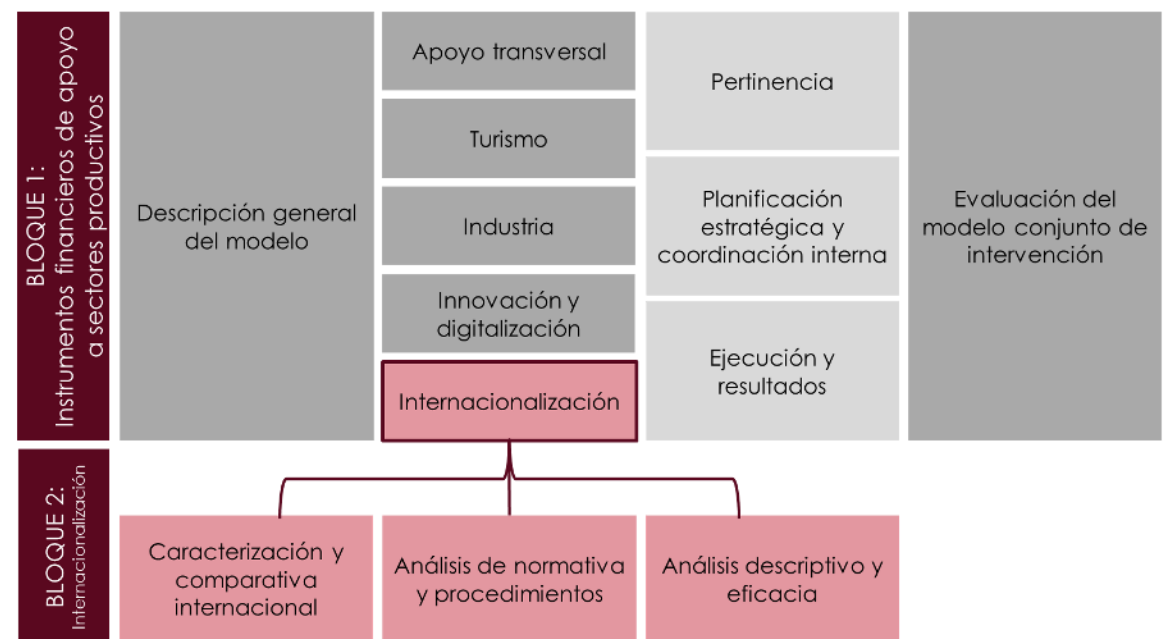 BLOQUE 1:
Instrumentos financieros de apoyo
a sectores productivos
Descripción general
del modelo
Apoyo transversal
Turismo
Industria
Innovación y
digitalización
Internacionalización
Pertinencia
Planificación
estratégica y
coordinación interna
Ejecución y
resultados
Evaluación del
modelo conjunto de
intervención
BLOQUE 2:
Internacionalización
Caracterización y
comparativa
internacional
Análisis de normativa
y procedimientos
Análisis descriptivo y
eficacia